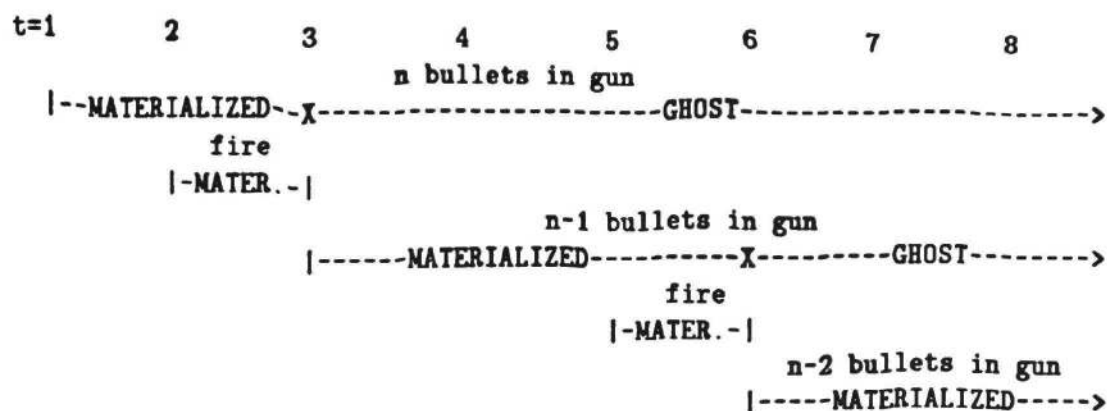 t=1 2 3 4 5 6 7 8
n bullets in gun
|--MATERIALIZED--X-----------------------GHOST------------------------>
fire
|-MATER.-|
n-1 bullets in gun
|------MATERIALIZED----------X--------GHOST-------->
fire
|-MATER.-|
n-2 bullets in gun
|-----MATERIALIZED----->